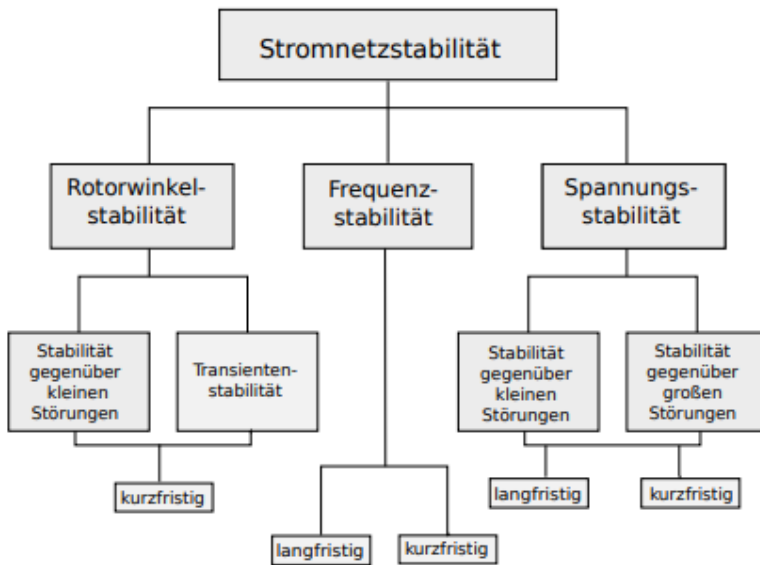 Stromnetzstabilität
Rotorwinkel-
stabilität
Frequenz-
stabilität
Spannungs-
stabilität
Stabilität
gegenüber
kleinen
Störungen
Transienten-
stabilität
Stabilität
gegenüber
kleinen
Störungen
Stabilität
gegenüber
großen
Störungen
kurzfristig
langfristig
kurzfristig
langfristig
kurzfristig